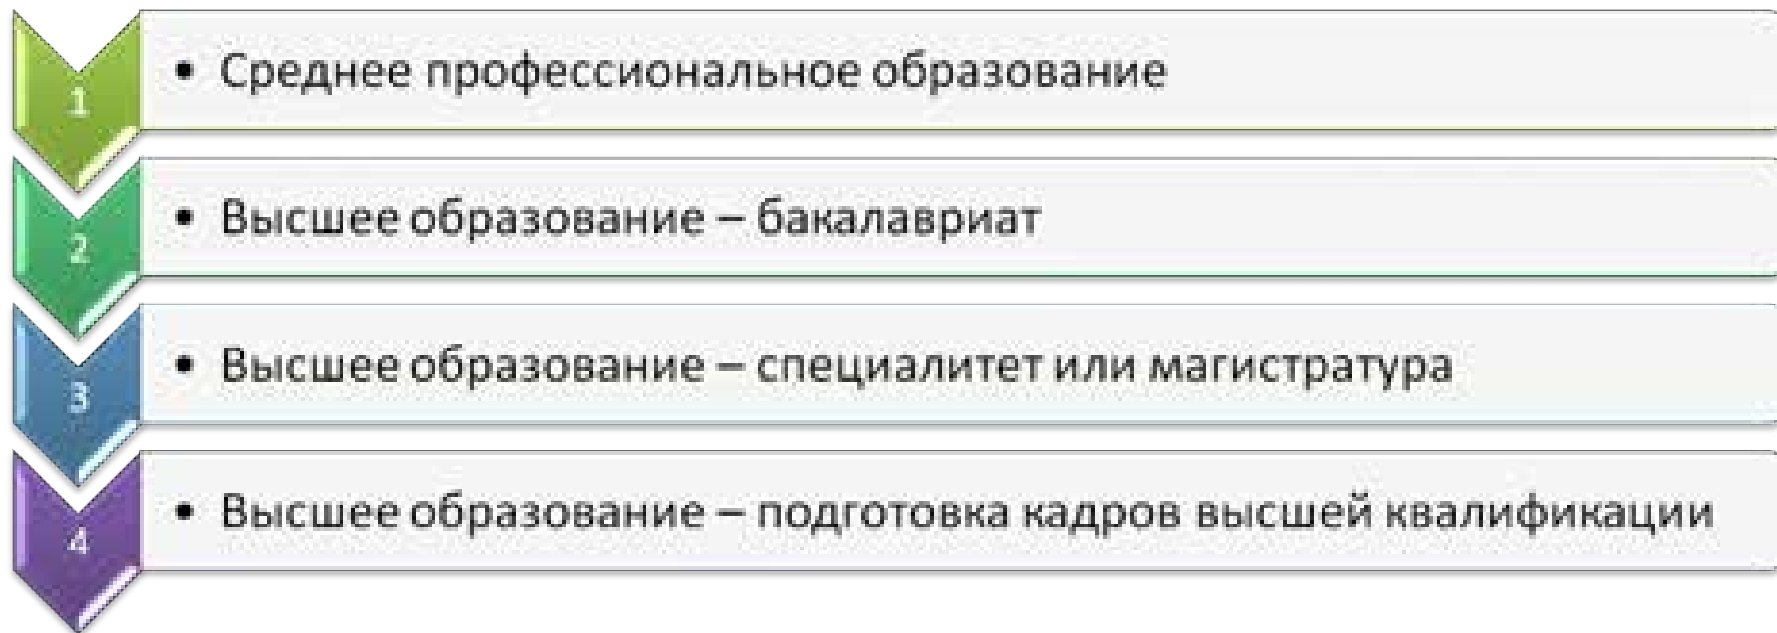 1
• Среднее профессиональное образование
2
• Высшее образование – бакалавриат
3
• Высшее образование – специалитет или магистратура
4
• Высшее образование – подготовка кадров высшей квалификации